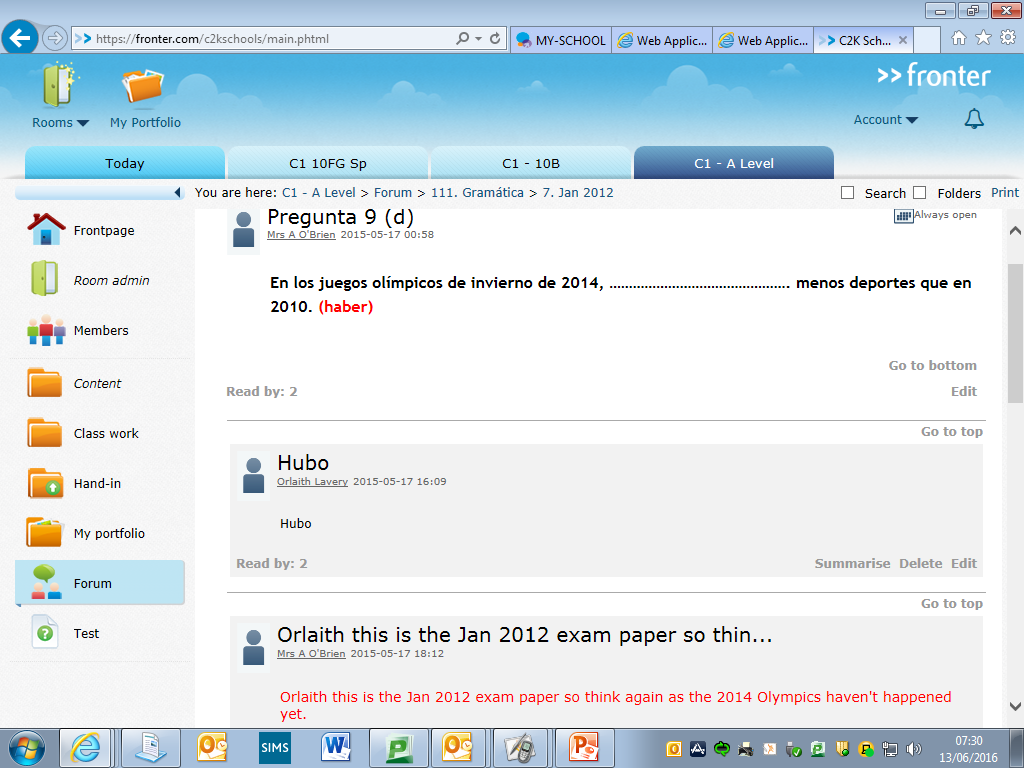 https://fronter.com/c2kschools/main.phtml
MY-SCHOOL
Web Applic...
Web Applic...
C2K Sch...
fronter
Rooms
My Portfolio
Account
Today
C1 10FG Sp
C1 - 10B
C1 - A Level
You are here: C1 - A Level > Forum > 111. Gramática > 7. Jan 2012
Search
Folders
Print
Frontpage
Room admin
Members
Content
Class work
Hand-in
My portfolio
Forum
Test
Pregunta 9 (d)
Always open
Mrs A O'Brien 2015-05-17 00:58
En los juegos olímpicos de invierno de 2014, .............................................. menos deportes que en
2010. (haber)
Go to bottom
Read by: 2
Edit
Go to top
Hubo
Orlaith Lavery 2015-05-17 16:09
Hubo
Read by: 2
Summarise Delete Edit
Go to top
Orlaith this is the Jan 2012 exam paper so thin...
Mrs A O'Brien 2015-05-17 18:12
Orlaith this is the Jan 2012 exam paper so think again as the 2014 Olympics haven't happened
yet.
SIMS
07:30
13/06/2016